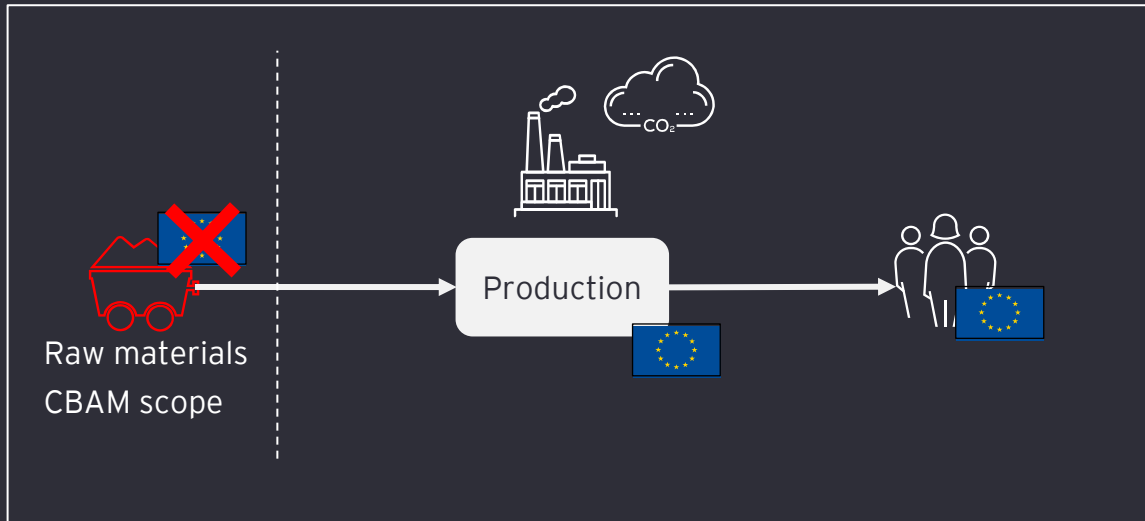 CO₂
Production
Raw materials
CBAM scope